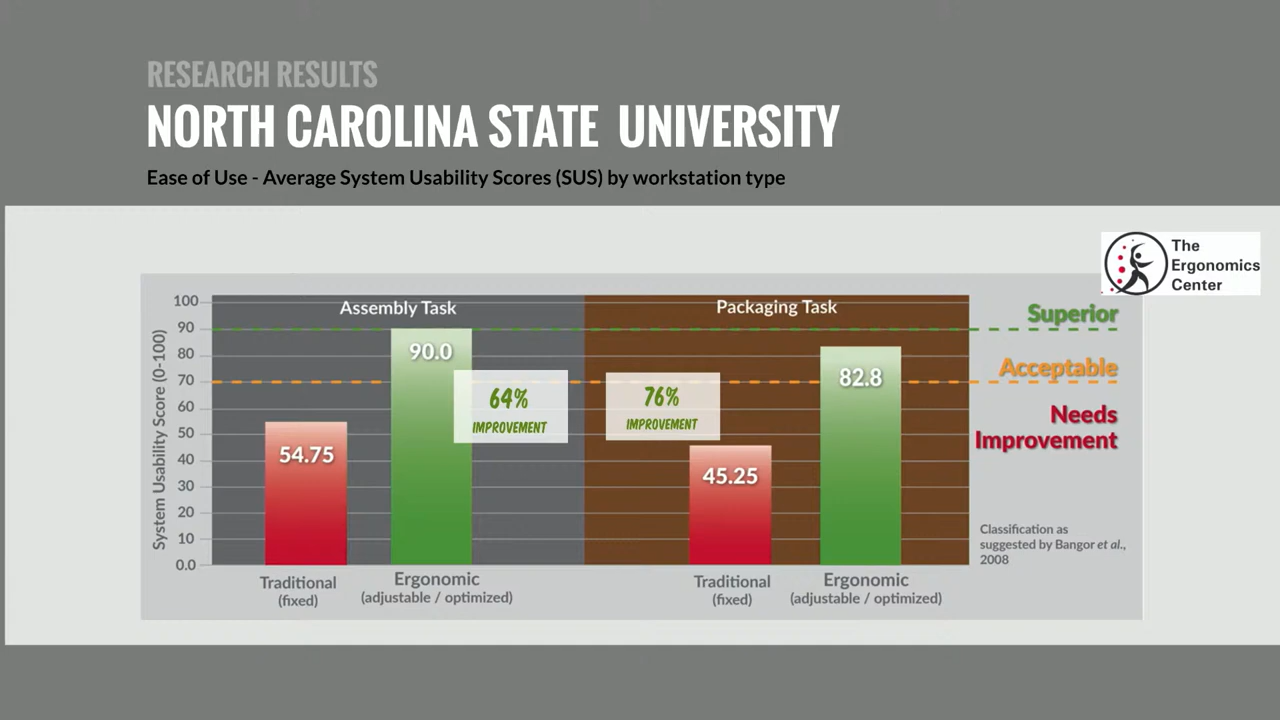 RESEARCH RESULTS
NORTH CAROLINA STATE UNIVERSITY
Ease of Use - Average System Usability Scores (SUS) by workstation type
The
Ergonomics
Center
System Usability Score (0-100)
100
90
80
70
60
50
40
30
20
10
0.0
Assembly Task
Packaging Task
54.75
90.0
64%
IMPROVEMENT
76%
IMPROVEMENT
45.25
82.8
Superior
Acceptable
Needs
Improvement
Classification as
suggested by Bangor et al.,
2008
Traditional
(fixed)
Ergonomic
(adjustable / optimized)
Traditional
(fixed)
Ergonomic
(adjustable / optimized)